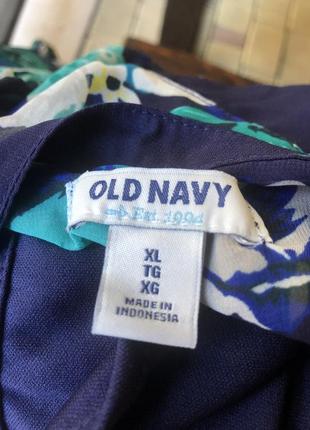 OLD NAVY
Est. 1994
XL
TG
XG
MADE IN
INDONESIA